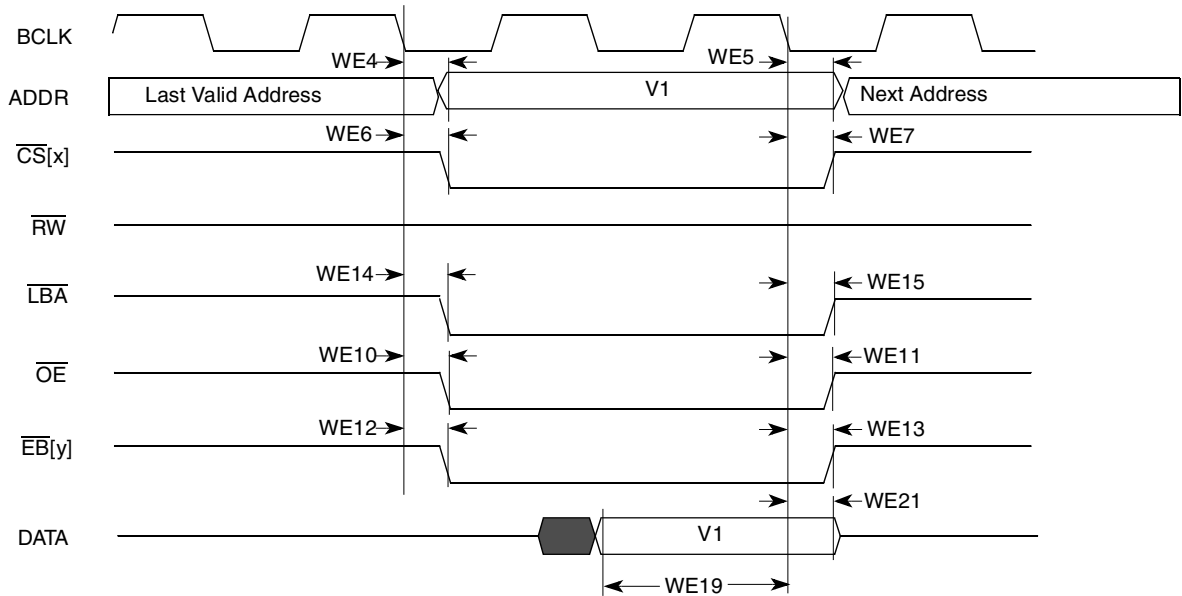 BCLK
WE4 WE5
ADDR Last Valid Address V1 Next Address
WE6 WE7
CS[x]
RW
WE14 WE15
LBA
WE10 WE11
OE
WE12 WE13
EB[y]
WE21
DATA V1
WE19